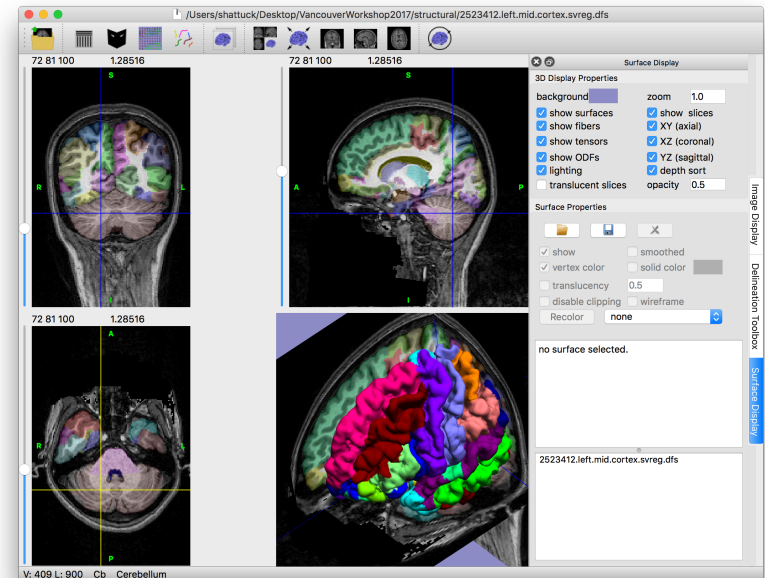 /Users/shattuck/Desktop/VancouverWorkshop2017/structural/2523412.left.mid.cortex.svreg.dfs
72 81 100 1.28516
S
R L
I
72 81 100 1.28516
S
A P
I
72 81 100 1.28516
A
R L
P
Surface Display
3D Display Properties
background zoom 1.0
show surfaces show slices
show fibers XY (axial)
show tensors XZ (coronal)
show ODFs YZ (sagittal)
lighting depth sort
translucent slices opacity 0.5
Surface Properties
show smoothed
vertex color solid color
translucency 0.5
disable clipping wireframe
Recolor none
no surface selected.
2523412.left.mid.cortex.svreg.dfs
Image Display
Delineation Toolbox
Surface Display
V: 409 L: 900 Cb Cerebellum